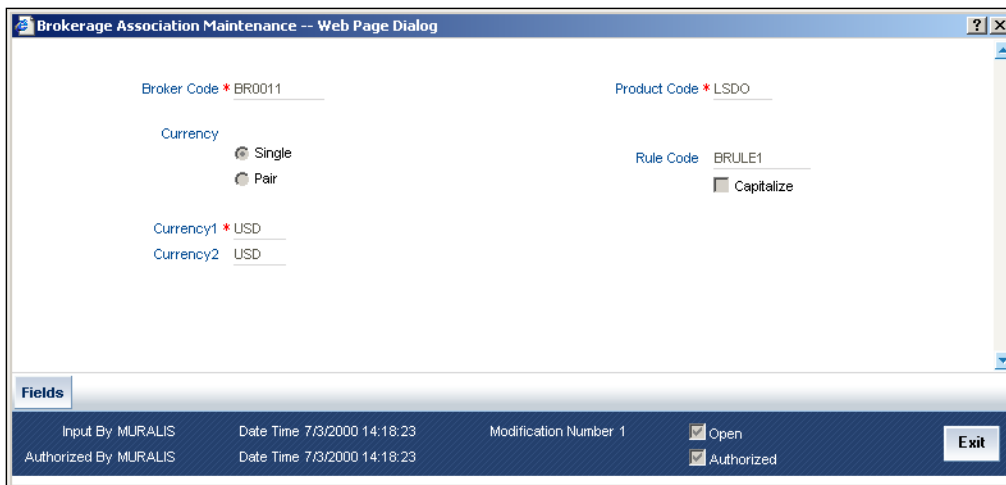 Brokerage Association Maintenance -- Web Page Dialog
? X
Broker Code * BR0011
Product Code * LSDO
Currency
Single
Pair
Rule Code BRULE1
Capitalize
Currency1 * USD
Currency2 USD
Fields
Input By MURALIS Date Time 7/3/2000 14:18:23 Modification Number 1 Open
Authorized By MURALIS Date Time 7/3/2000 14:18:23 Authorized
Exit